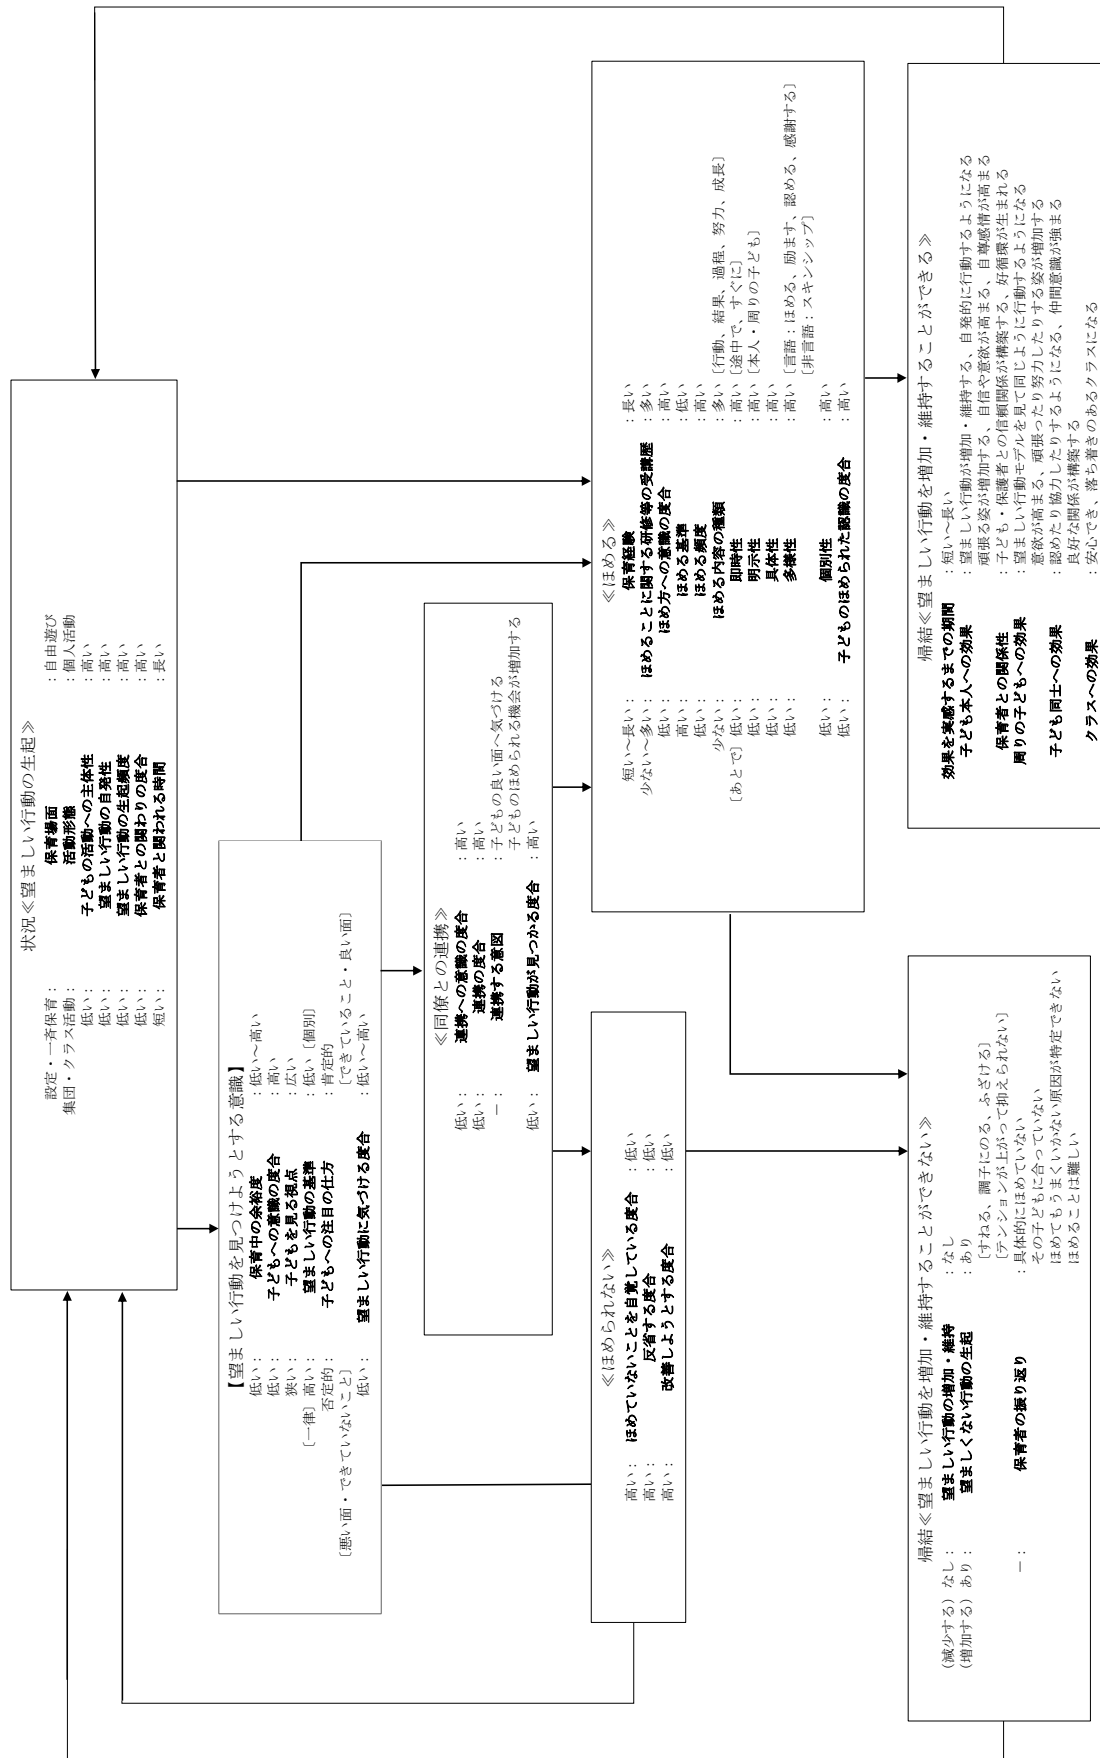 状況≪望ましい行動の生起≫
設定・一斉保育： 保育場面 ：自由遊び
集団・クラス活動： 活動形態 ：個人活動
低い： 子どもの活動への主体性 ：高い
低い： 望ましい行動の自発性 ：高い
低い： 望ましい行動の生起頻度 ：高い
低い： 保育者との関わりの度合 ：高い
短い： 保育者と関われる時間 ：長い
【望ましい行動を見つけようとする意識】
低い： 保育中の余裕度 ：低い～高い
低い： 子どもへの意識の度合 ：高い
狭い： 子どもを見る視点 ：広い
［一律］高い： 望ましい行動の基準 ：低い［個別］
否定的： 子どもへの注目の仕方 ：肯定的
［悪い面・できていないこと］ ［できていること・良い面］
低い： 望ましい行動に気づける度合 ：低い～高い
≪同僚との連携≫
低い： 連携への意識の度合 ：高い
低い： 連携の度合 ：高い
－： 連携する意図 ：子どもの良い面へ気づける
子どものほめられる機会が増加する
低い： 望ましい行動が見つかる度合 ：高い
≪ほめられない≫
高い： ほめていないことを自覚している度合 ：低い
高い： 反省する度合 ：低い
高い： 改善しようとする度合 ：低い
≪ほめる≫
短い～長い： 保育経験 ：長い
少ない～多い： ほめることに関する研修等の受講歴 ：多い
低い： ほめ方への意識の度合 ：高い
高い： ほめる基準 ：低い
低い： ほめる頻度 ：高い
少ない： ほめる内容の種類 ：多い［行動、結果、過程、努力、成長］
［あとで］低い： 即時性 ：高い［途中で、すぐに］
低い： 明示性 ：高い［本人・周りの子ども］
低い： 具体性 ：高い
低い： 多様性 ：高い［言語：ほめる、励ます、認める、感謝する］
［非言語：スキンシップ］
低い： 個別性 ：高い
低い： 子どものほめられた認識の度合 ：高い
帰結≪望ましい行動を増加・維持することができない≫
（減少する）なし： 望ましい行動の増加・維持 ：なし
（増加する）あり： 望ましくない行動の生起 ：あり
［すねる、調子にのる、ふざける］
［テンションが上がって抑えられない］
－： 保育者の振り返り ：具体的にほめていない
その子どもに合っていない
ほめてもうまくいかない原因が特定できない
ほめることは難しい
帰結≪望ましい行動を増加・維持することができる≫
効果を実感するまでの期間 ：短い～長い
子ども本人への効果 ：望ましい行動が増加・維持する、自発的に行動するようになる
頑張る姿が増加する、自信や意欲が高まる、自尊感情が高まる
保育者との関係性 ：子ども・保護者との信頼関係が構築する、好循環が生まれる
周りの子どもへの効果 ：望ましい行動モデルを見て同じように行動するようになる
意欲が高まる、頑張ったり努力したりする姿が増加する
子ども同士への効果 ：認めたり協力したりするようになる、仲間意識が強まる
良好な関係が構築する
クラスへの効果 ：安心でき、落ち着きのあるクラスになる